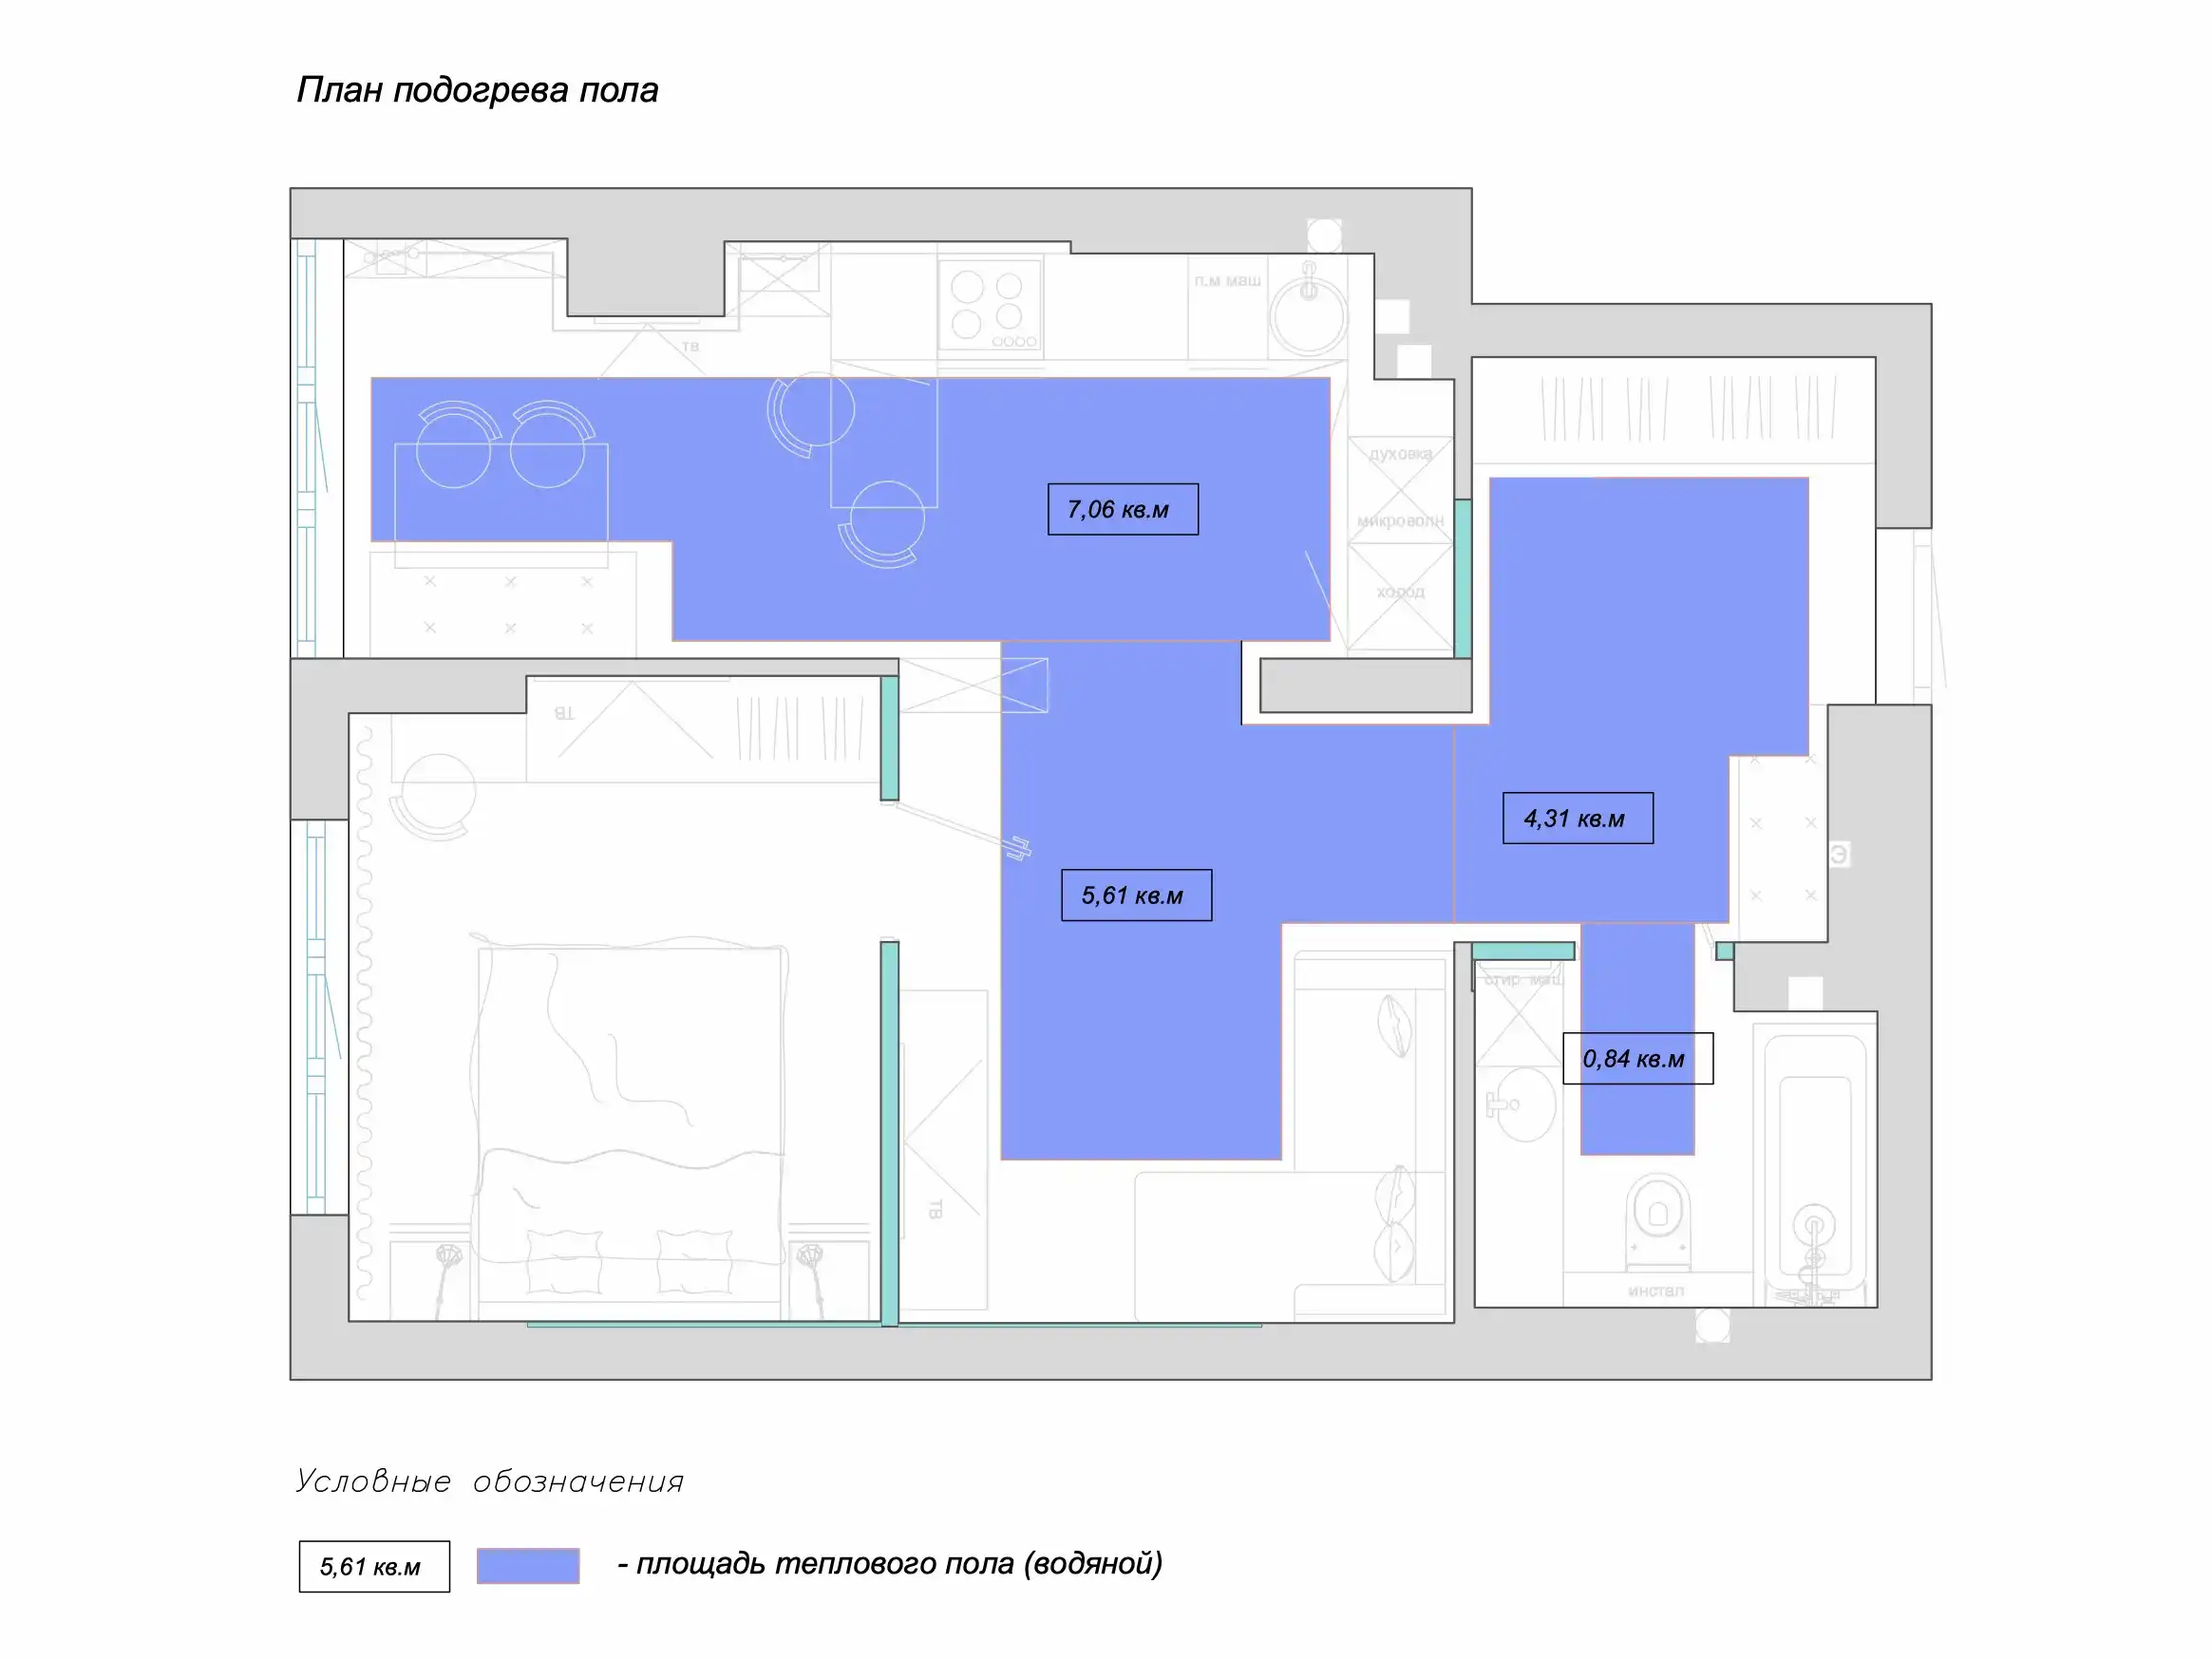 План подогрева пола
п.м маш
тв
духовка
7,06 кв.м
микроволн
холод
ТВ
4,31 кв.м
Э
5,61 кв.м
стир. маш
0,84 кв.м
ТВ
инстал
Условные обозначения
5,61 кв.м - площадь теплового пола (водяной)